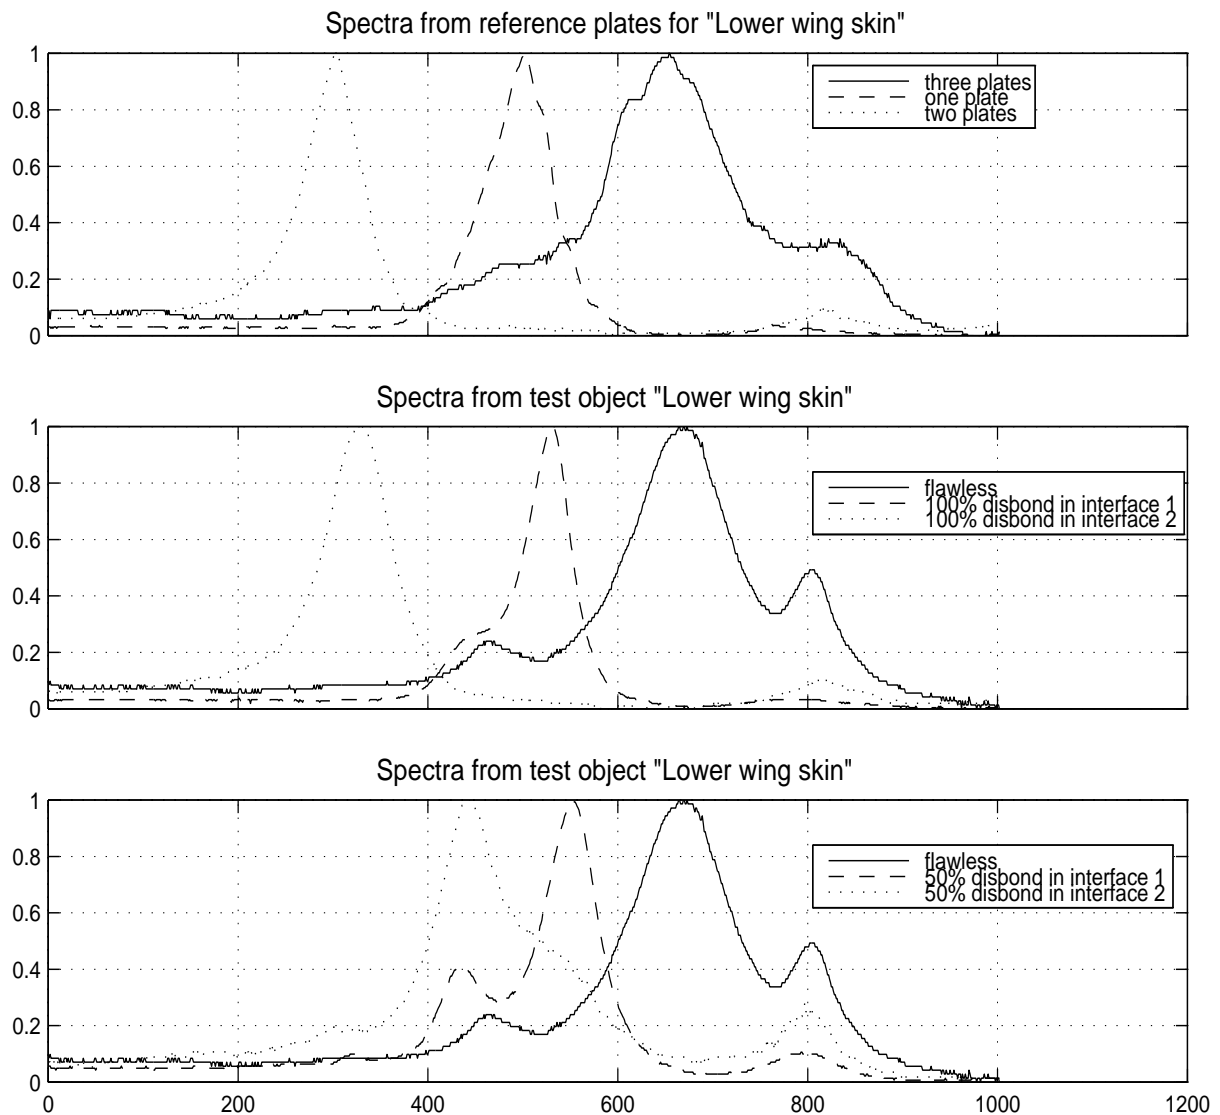 Spectra from reference plates for "Lower wing skin"
1
0.8
0.6
0.4
0.2
0
three plates
one plate
two plates
Spectra from test object "Lower wing skin"
1
0.8
0.6
0.4
0.2
0
flawless
100% disbond in interface 1
100% disbond in interface 2
Spectra from test object "Lower wing skin"
1
0.8
0.6
0.4
0.2
0
flawless
50% disbond in interface 1
50% disbond in interface 2
0 200 400 600 800 1000 1200